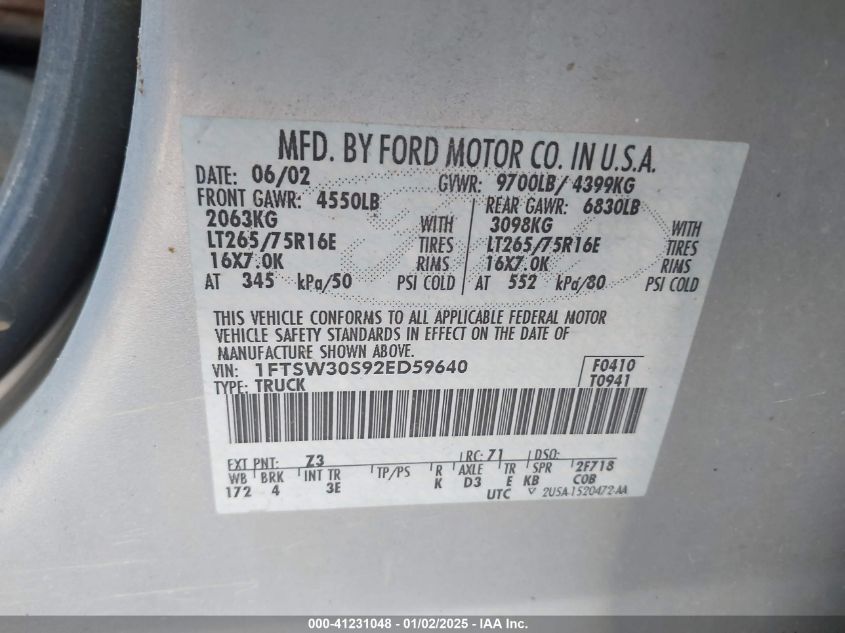 MFD. BY FORD MOTOR CO. IN U.S.A.
DATE: 06/02 GVWR: 9700LB/ 4399KG
FRONT GAWR: 4550LB REAR GAWR: 6830LB
2063KG WITH 3098KG WITH
LT265/75R16E TIRES LT265/75R16E TIRES
16X7.0K RIMS 16X7.0K RIMS
AT 345 kPa/50 PSI COLD AT 552 kPa/80 PSI COLD
THIS VEHICLE CONFORMS TO ALL APPLICABLE FEDERAL MOTOR
VEHICLE SAFETY STANDARDS IN EFFECT ON THE DATE OF
MANUFACTURE SHOWN ABOVE.
VIN: 1FTSW30S92ED59640 F0410
TYPE: TRUCK T0941
EXT PNT: Z3 RC: 71 DSO:
WB BRK INT TR TP/PS R AXLE TR SPR 2F718
172 4 3E K D3 E KB COB
UTC 2U5A-1520472-AA
000-41231048 - 01/02/2025 - IAA Inc.